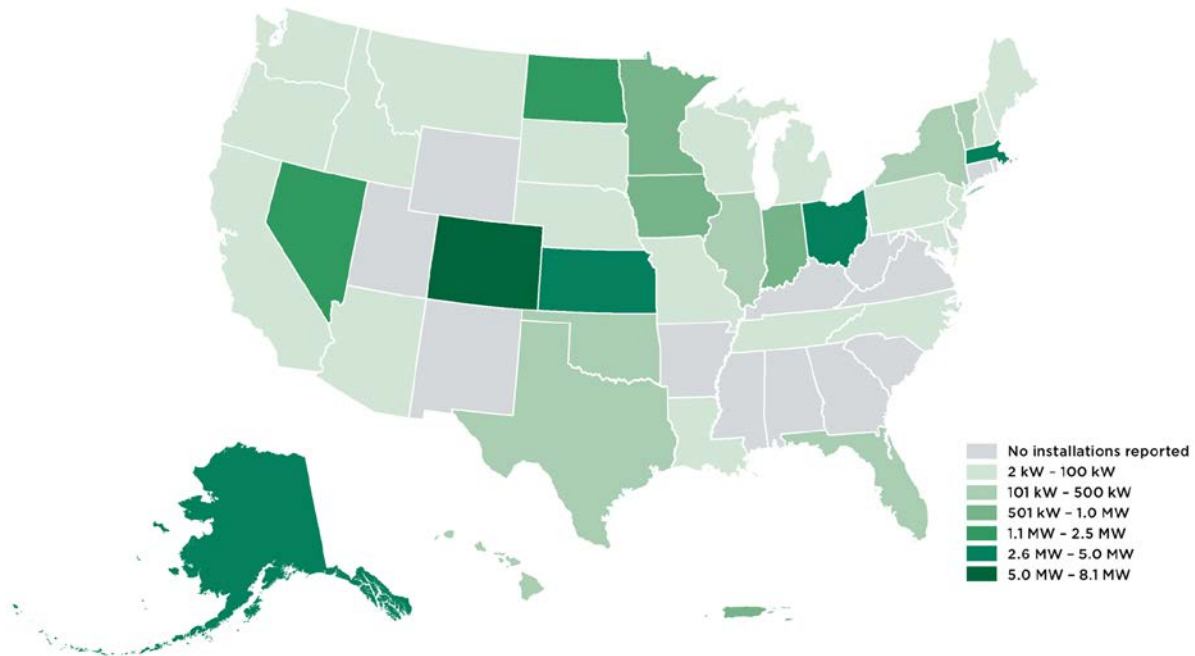 No installations reported
2 kW – 100 kW
101 kW – 500 kW
501 kW – 1.0 MW
1.1 MW – 2.5 MW
2.6 MW – 5.0 MW
5.0 MW – 8.1 MW